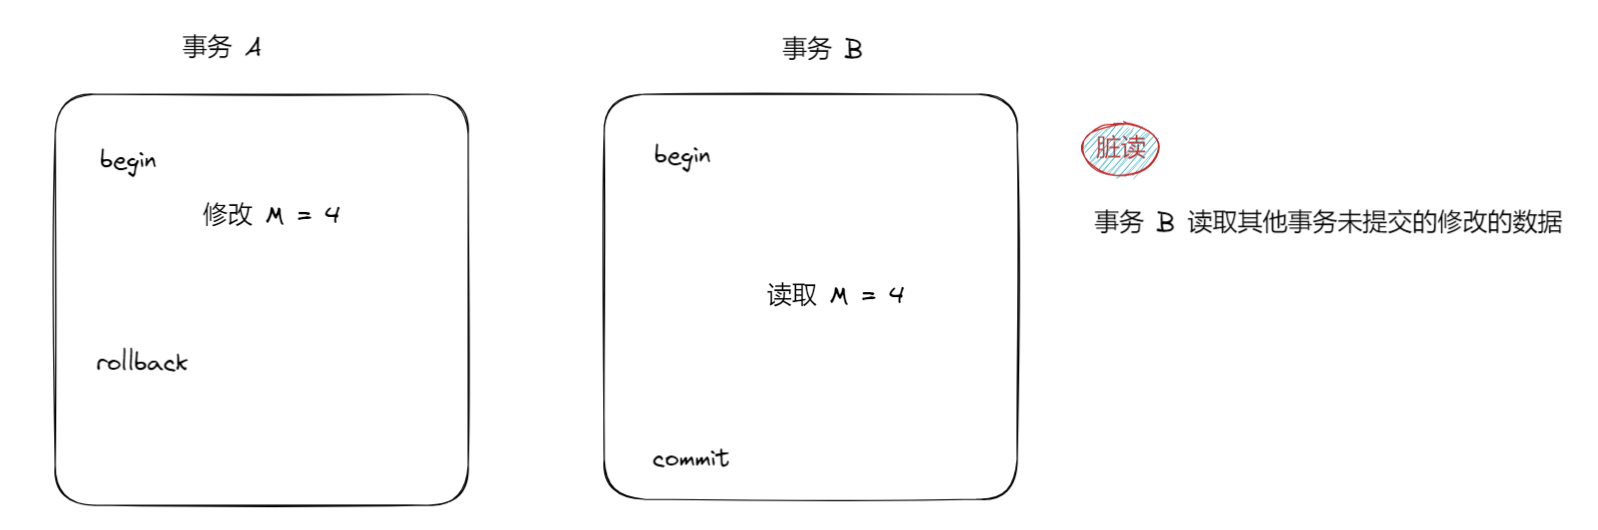 事务 A
begin
修改 M = 4
rollback
事务 B
begin
读取 M = 4
commit
脏读
事务 B 读取其他事务未提交的修改的数据